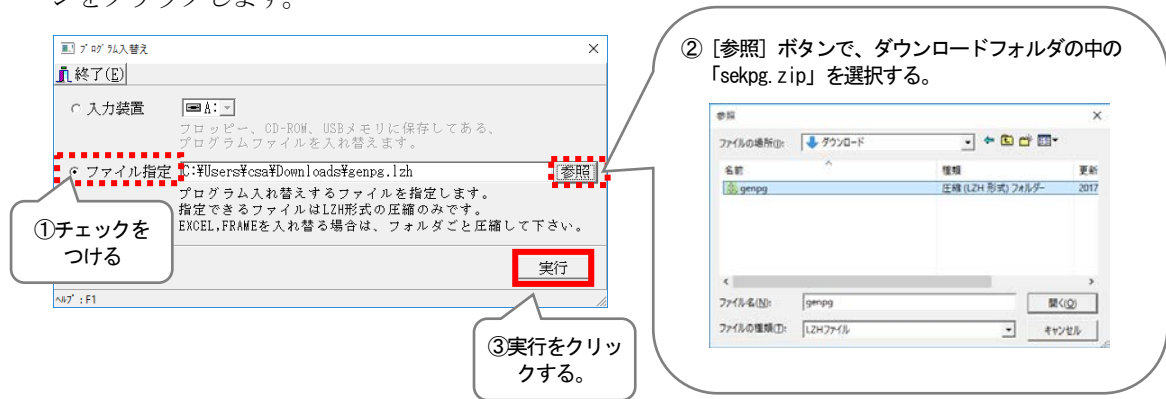 ンをクリックします。
プログラム入替え
終了(E)
入力装置
A:
フロッピー、CD-ROM、USBメモリに保存してある、
プログラムファイルを入れ替えます。
ファイル指定
C:¥Users¥csa¥Downloads¥genpg.lzh
参照
プログラム入れ替えするファイルを指定します。
指定できるファイルはLZH形式の圧縮のみです。
EXCEL,FRAMEを入れ替る場合は、フォルダごと圧縮して下さい。
実行
ヘルプ:F1
①チェックを
つける
③実行をクリッ
クする。
② [参照] ボタンで、ダウンロードフォルダの中の
「sekpg.zip」を選択する。
参照
ファイルの場所(I):
ダウンロード
名前
種類
更新
genpg
圧縮 (LZH 形式) フォルダー
2017
ファイル名(N):
genpg
開く(O)
ファイルの種類(T):
LZHファイル
キャンセル